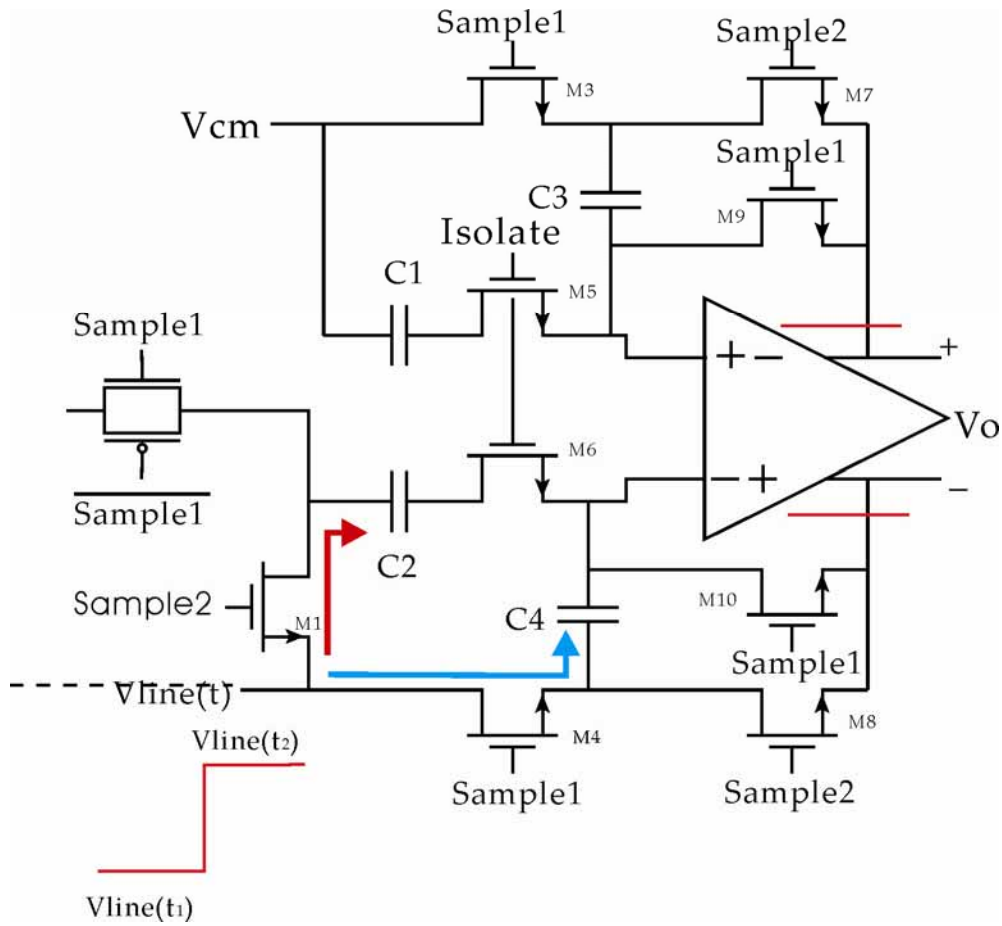 Sample1
Sample2
M3
M7
Vcm
Sample1
C3
M9
Isolate
C1
M5
Sample1
+ −
+
Vo
M6
− +
−
Sample1
C2
Sample2
M1
C4
M10
Sample1
Vline(t)
M4
M8
Vline(t2)
Sample1
Sample2
Vline(t1)